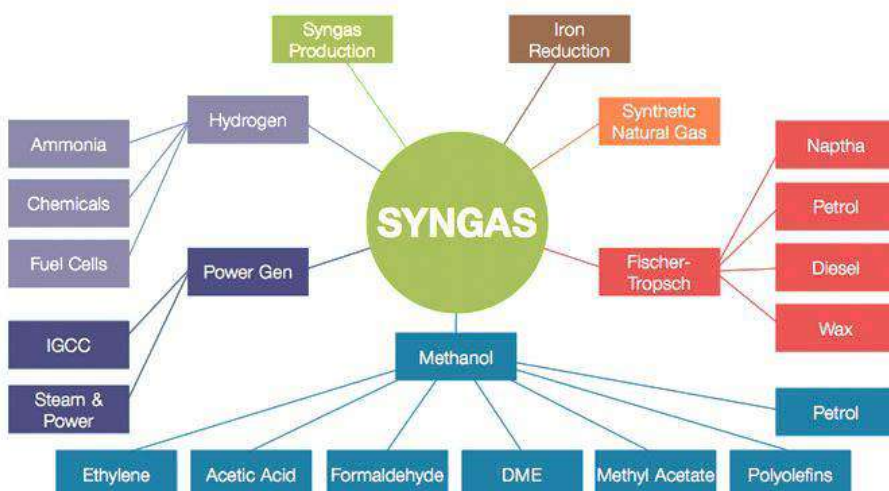 Syngas
Production
Iron
Reduction
Hydrogen
Synthetic
Natural Gas
Ammonia
Naptha
Chemicals
Petrol
SYNGAS
Fuel Cells
Power Gen
Fischer-
Tropsch
Diesel
IGCC
Methanol
Wax
Steam &
Power
Petrol
Ethylene
Acetic Acid
Formaldehyde
DME
Methyl Acetate
Polyolefins